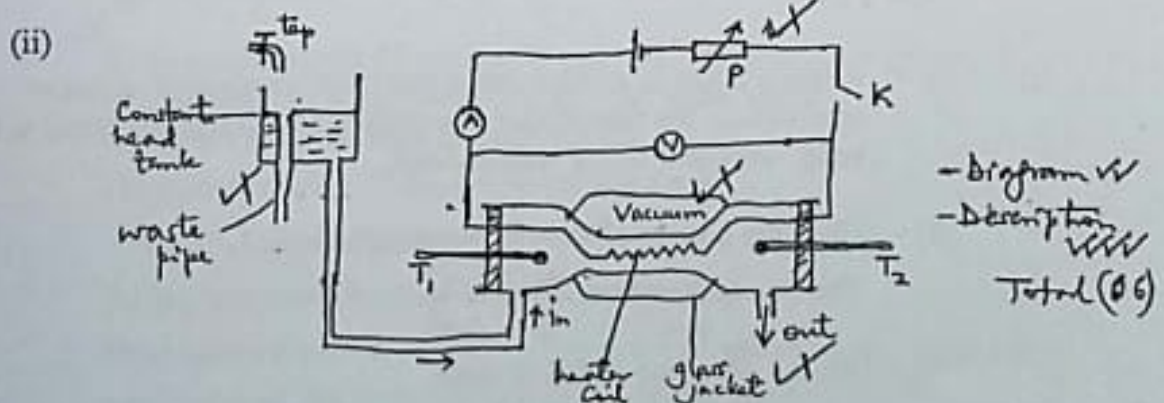 (ii)
tap
Constant
head
tank
waste
pipe
P
K
A
V
Vacuum
T₁
T₂
↑in
out
heater
coil
glass
jacket
- Diagram
- Description
Total (06)